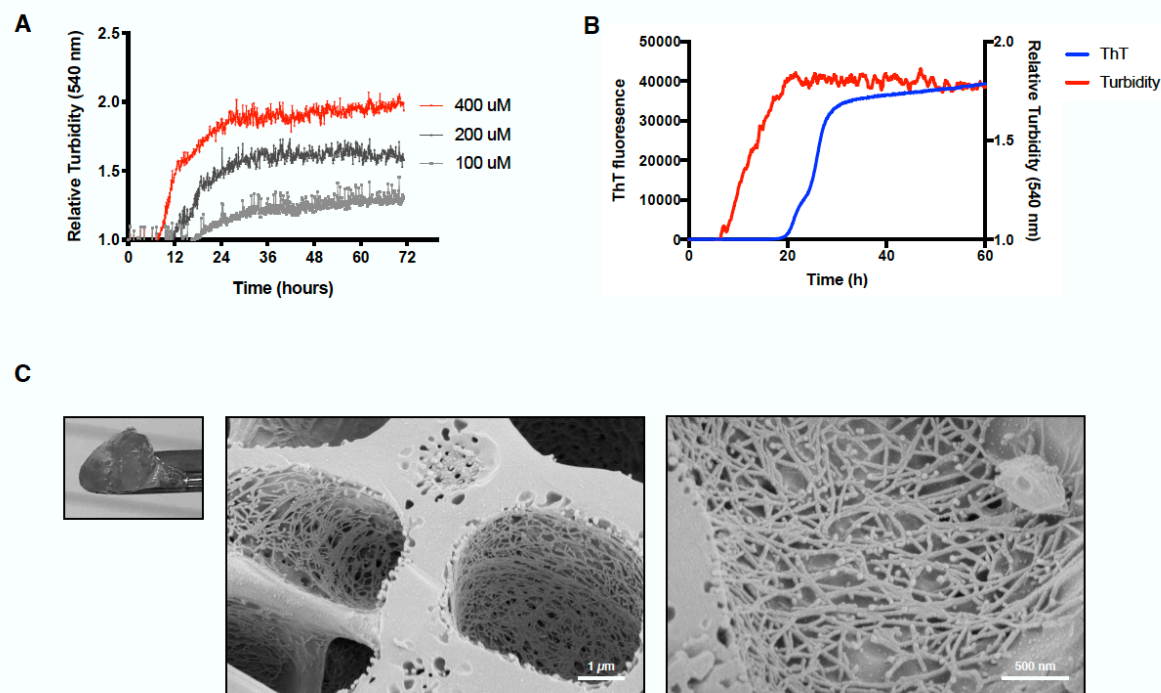 A
Relative Turbidity (540 nm)
2.5
2.0
1.5
1.0
0 12 24 36 48 60 72
Time (hours)
400 uM
200 uM
100 uM
B
ThT fluoresence
50000
40000
30000
20000
10000
0
0 20 40 60
Time (h)
2.0
1.5
1.0
Relative Turbidity (540 nm)
ThT
Turbidity
C
1 µm
500 nm